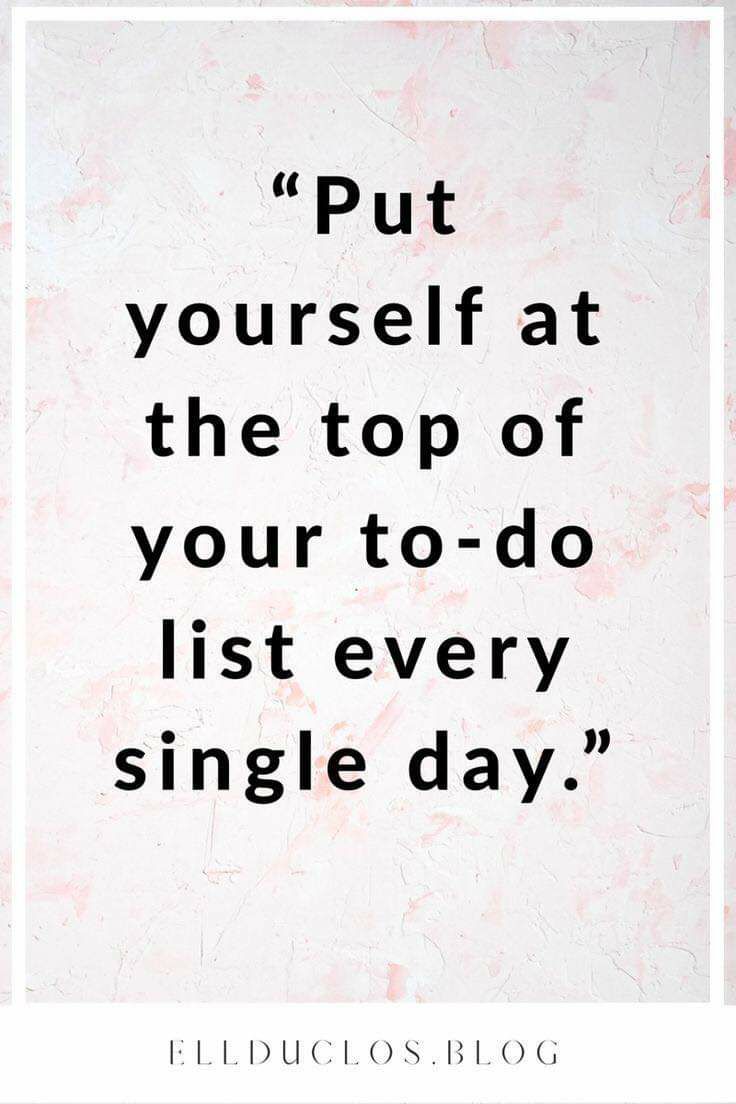 “Put
yourself at
the top of
your to-do
list every
single day.”
ELLDUCLOS.BLOG